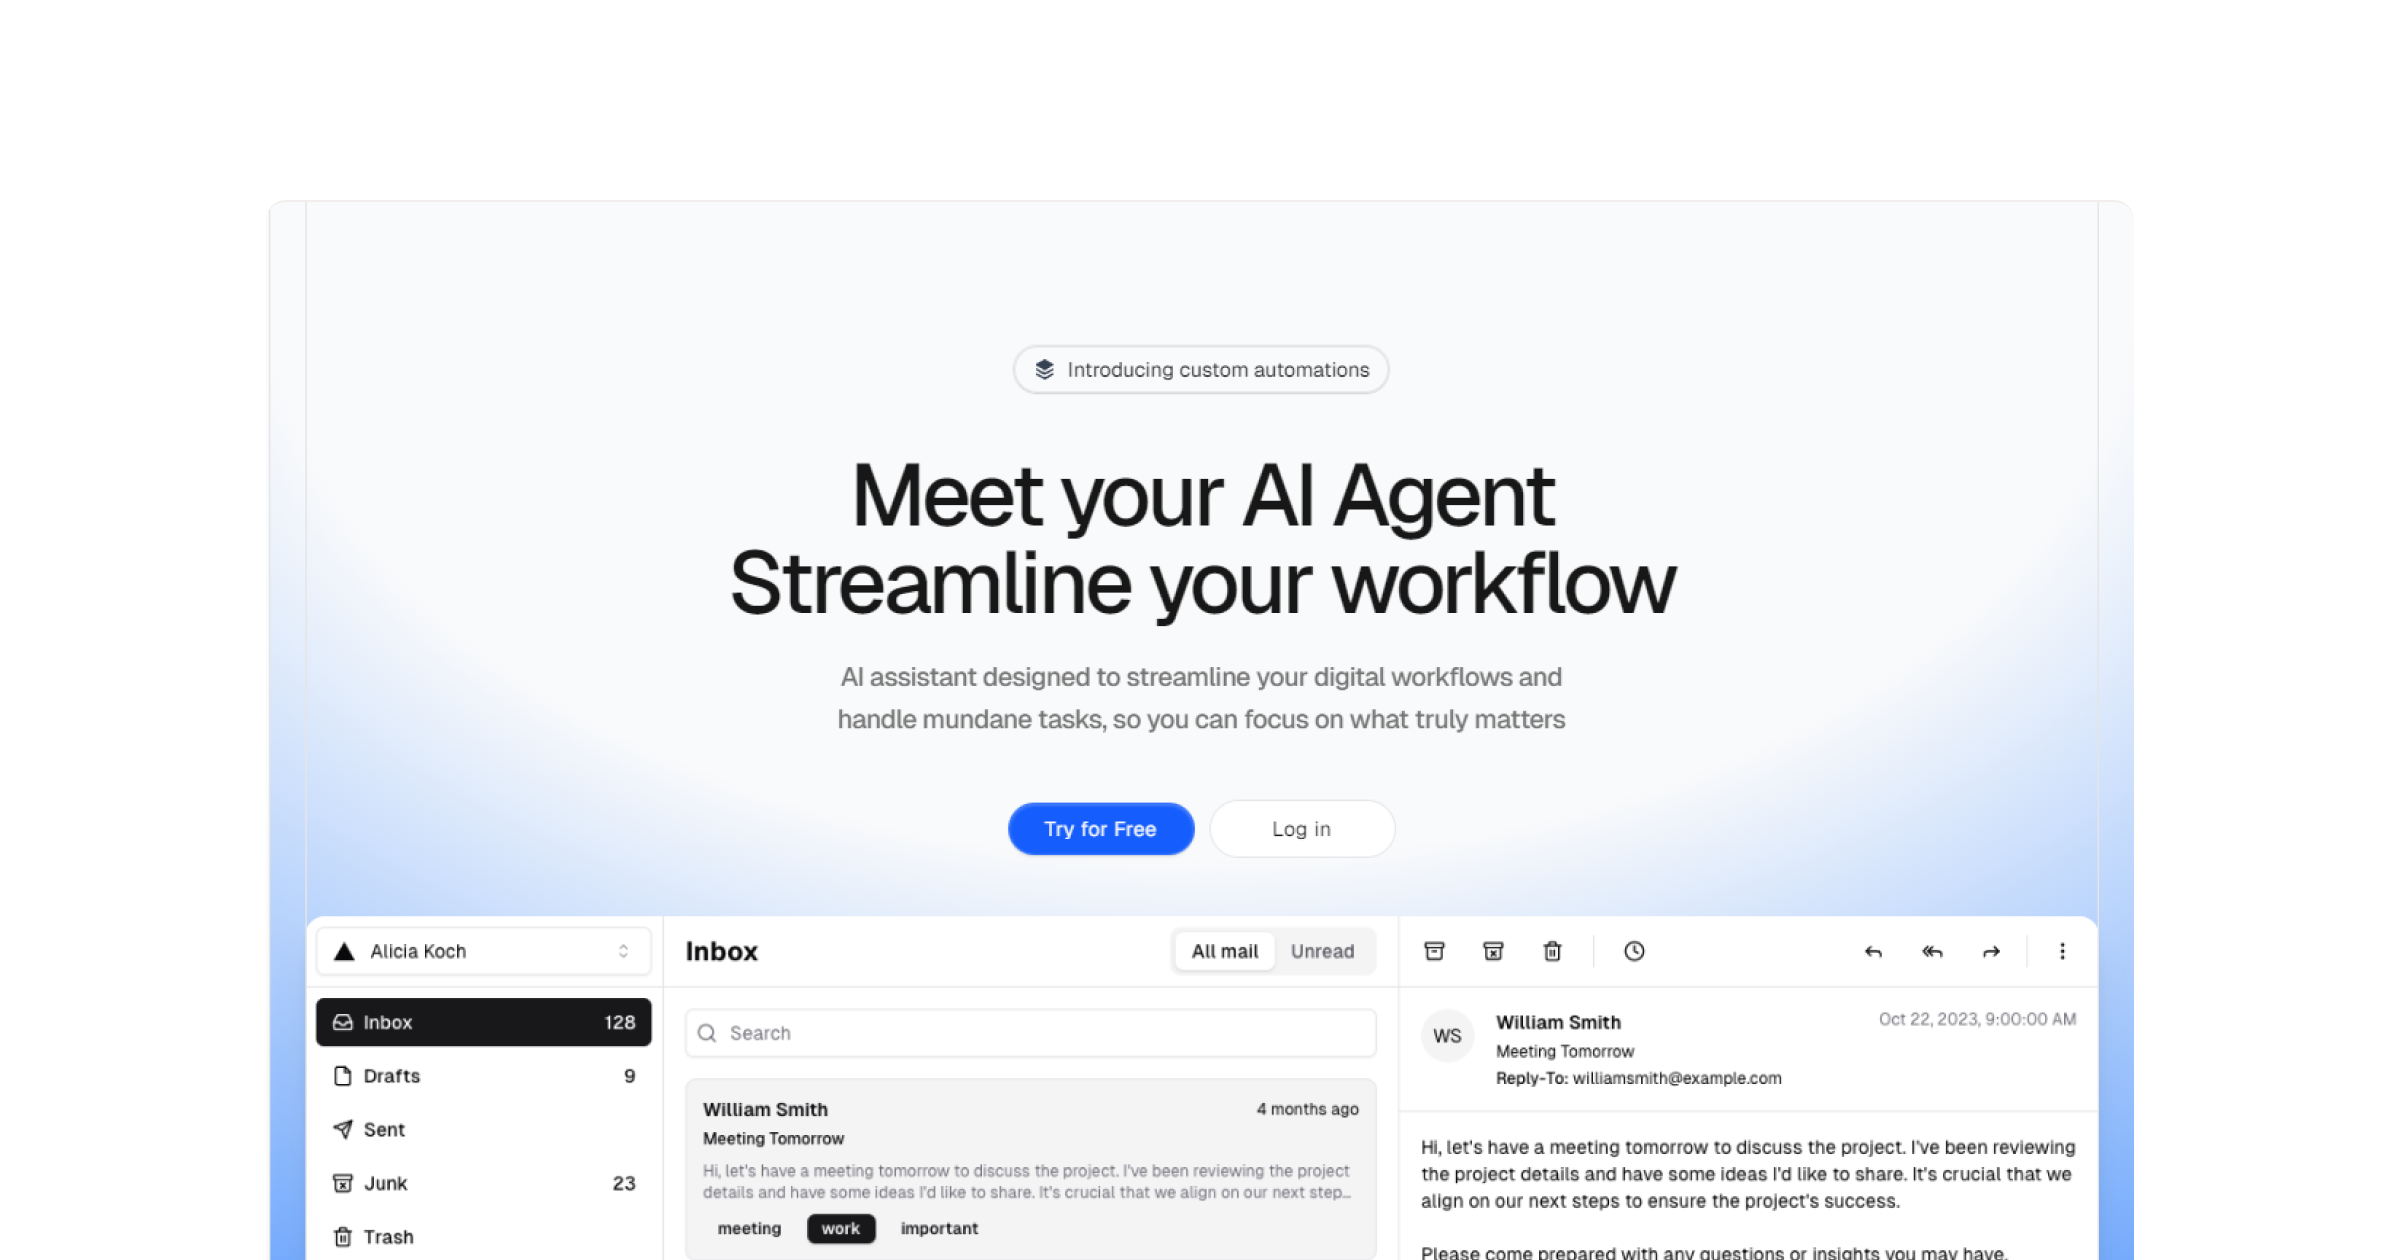 Introducing custom automations
Meet your AI Agent
Streamline your workflow
AI assistant designed to streamline your digital workflows and
handle mundane tasks, so you can focus on what truly matters
Try for Free
Log in
Alicia Koch
Inbox 128
Drafts 9
Sent
Junk 23
Trash
Inbox
All mail
Unread
Search
William Smith
4 months ago
Meeting Tomorrow
Hi, let's have a meeting tomorrow to discuss the project. I've been reviewing the project
details and have some ideas I'd like to share. It's crucial that we align on our next step...
meeting
work
important
WS
William Smith
Oct 22, 2023, 9:00:00 AM
Meeting Tomorrow
Reply-To: williamsmith@example.com
Hi, let's have a meeting tomorrow to discuss the project. I've been reviewing
the project details and have some ideas I'd like to share. It's crucial that we
align on our next steps to ensure the project's success.
Please come prepared with any questions or insights you may have.